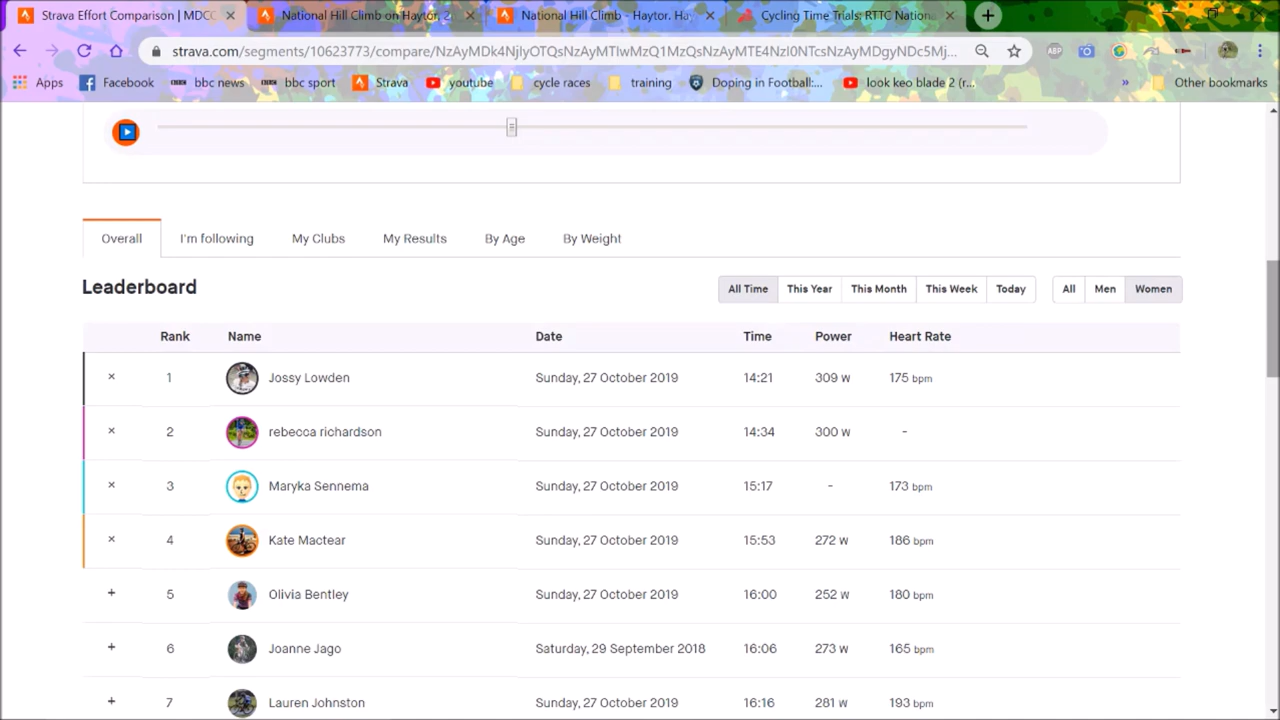 Strava Effort Comparison | MDCC
National Hill Climb on Haytor, 2
National Hill Climb - Haytor. Hay
Cycling Time Trials: RTTC Nationa
strava.com/segments/10623773/compare/NzAyMDk4NjIyOTQsNzAyMTIwMzQ1MzQsNzAyMTE4NzI0NTcsNzAyMDgyNDc5Mj...
ABP
Apps Facebook BBC bbc news BBC bbc sport Strava youtube cycle races training Doping in Football:... look keo blade 2 (r... » Other bookmarks
Overall I'm following My Clubs My Results By Age By Weight
Leaderboard All Time This Year This Month This Week Today All Men Women
Rank Name Date Time Power Heart Rate
× 1 Jossy Lowden Sunday, 27 October 2019 14:21 309 W 175 bpm
× 2 rebecca richardson Sunday, 27 October 2019 14:34 300 W -
× 3 Maryka Sennema Sunday, 27 October 2019 15:17 - 173 bpm
× 4 Kate Mactear Sunday, 27 October 2019 15:53 272 W 186 bpm
+ 5 Olivia Bentley Sunday, 27 October 2019 16:00 252 W 180 bpm
+ 6 Joanne Jago Saturday, 29 September 2018 16:06 273 W 165 bpm
+ 7 Lauren Johnston Sunday, 27 October 2019 16:16 281 W 193 bpm